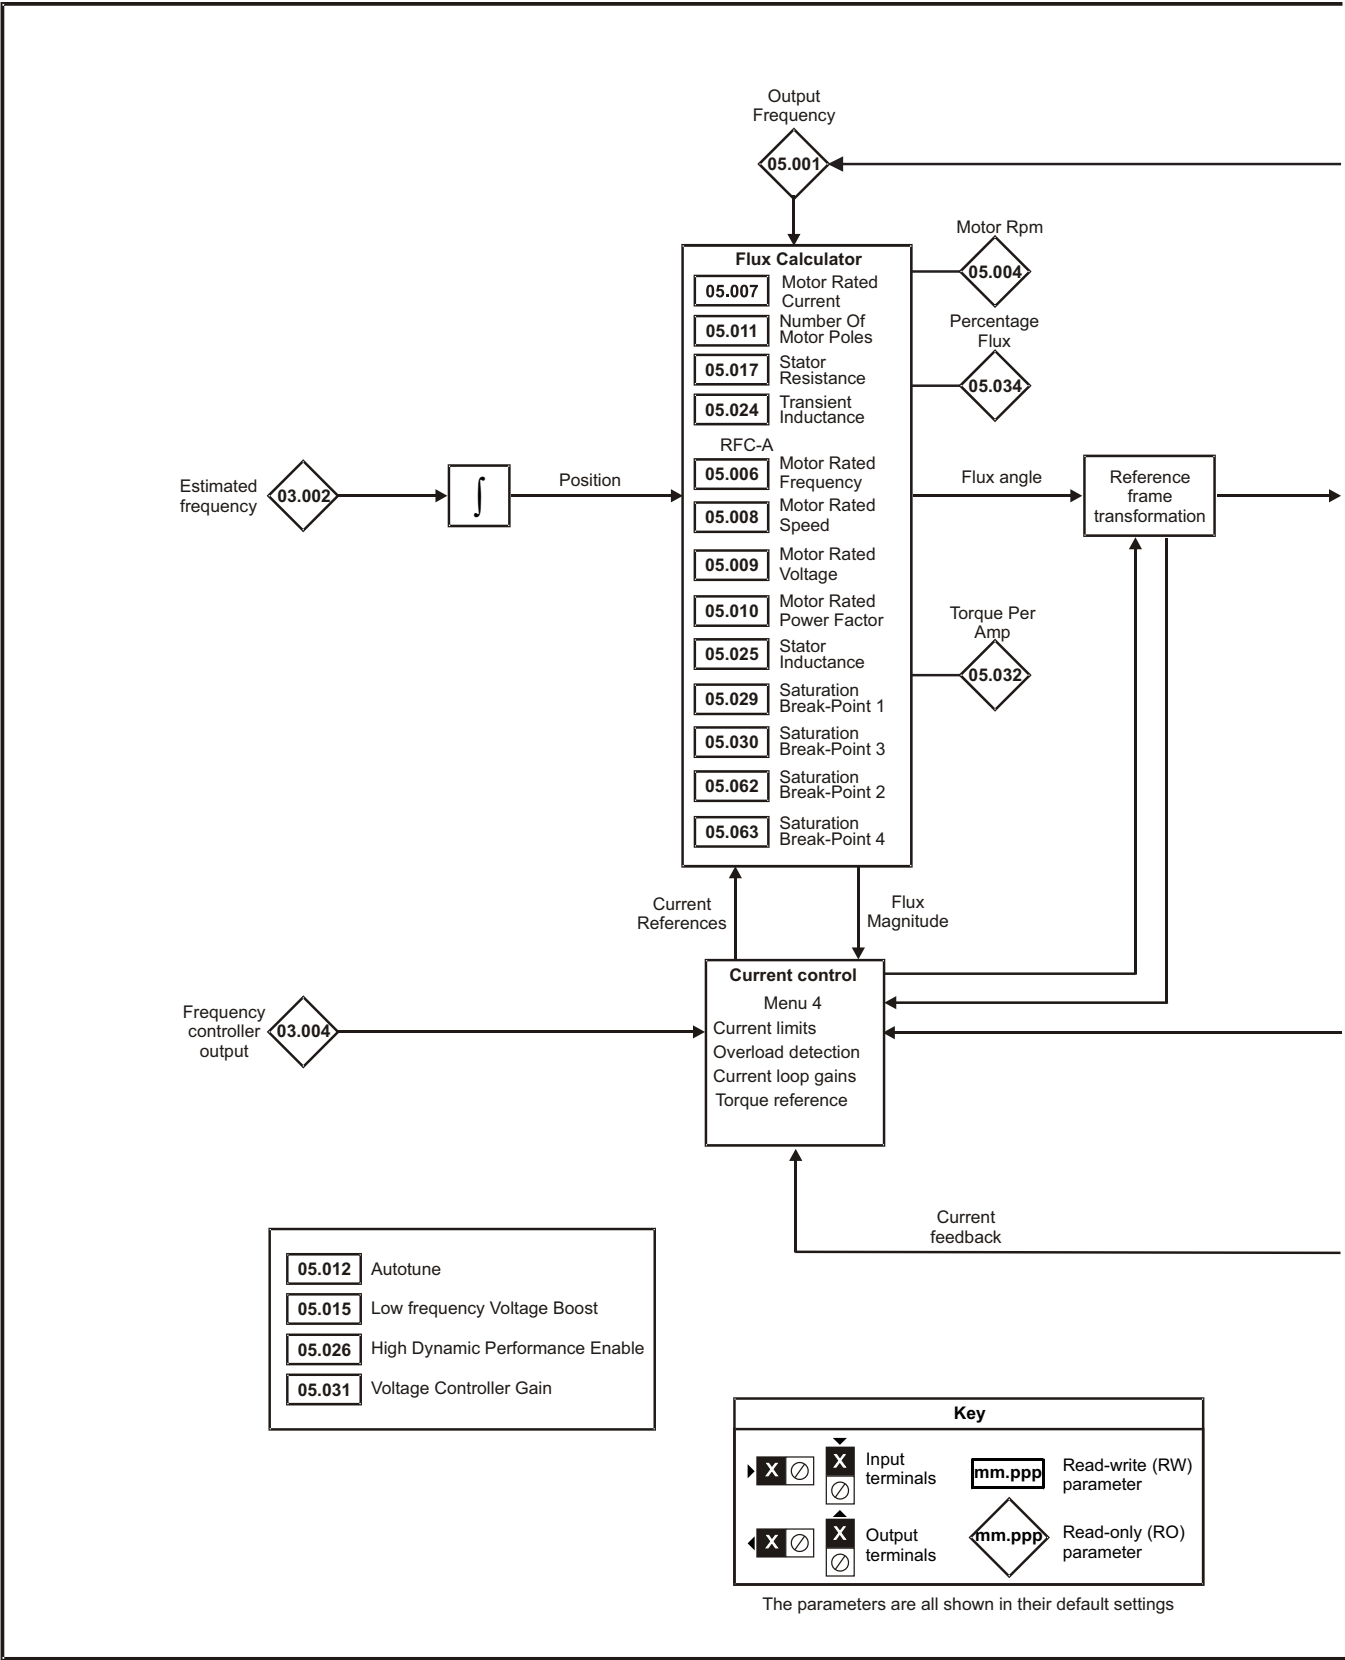 Output
Frequency
05.001
Motor Rpm
05.004
Percentage
Flux
05.034
Flux Calculator
05.007 Motor Rated
Current
05.011 Number Of
Motor Poles
05.017 Stator
Resistance
05.024 Transient
Inductance
RFC-A
05.006 Motor Rated
Frequency
05.008 Motor Rated
Speed
05.009 Motor Rated
Voltage
05.010 Motor Rated
Power Factor
05.025 Stator
Inductance
05.029 Saturation
Break-Point 1
05.030 Saturation
Break-Point 3
05.062 Saturation
Break-Point 2
05.063 Saturation
Break-Point 4
Estimated
frequency
03.002
∫
Position
Flux angle
Reference
frame
transformation
Torque Per
Amp
05.032
Current
References
Flux
Magnitude
Frequency
controller
output
03.004
Current control
Menu 4
Current limits
Overload detection
Current loop gains
Torque reference
Current
feedback
05.012 Autotune
05.015 Low frequency Voltage Boost
05.026 High Dynamic Performance Enable
05.031 Voltage Controller Gain
Key
X
X
Input
terminals
mm.ppp
Read-write (RW)
parameter
X
X
Output
terminals
mm.ppp
Read-only (RO)
parameter
The parameters are all shown in their default settings